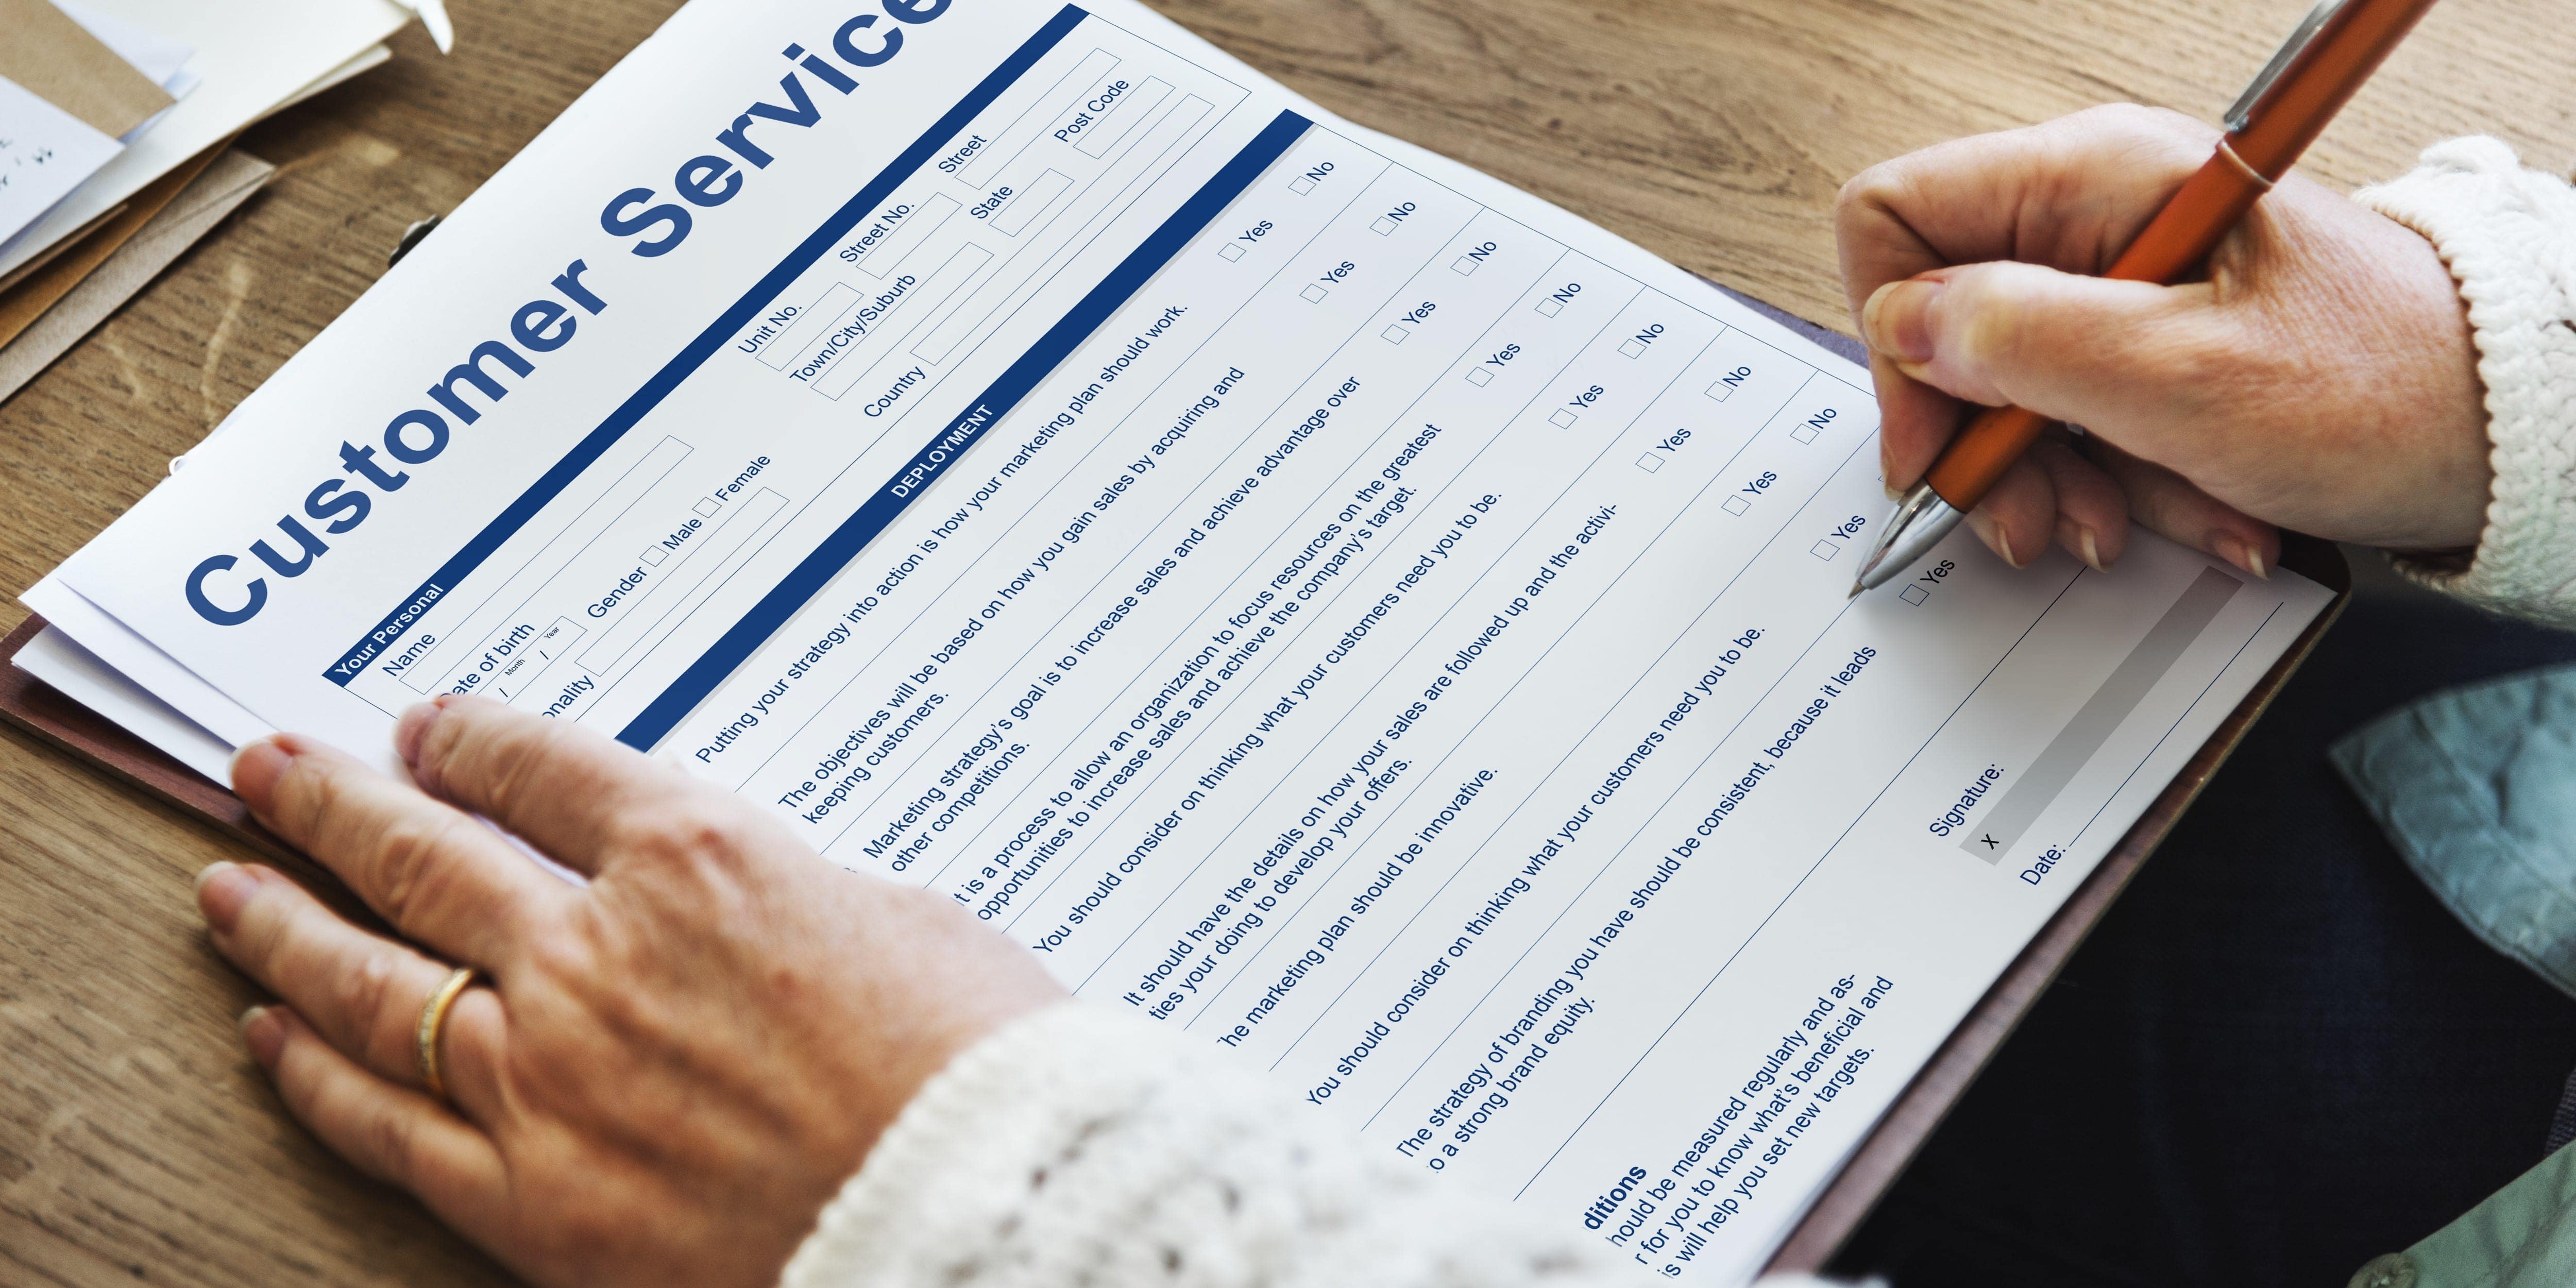 Customer Service
Your Personal
Name
Date of birth
/ Month / Year
Gender Male Female
Unit No. Street No. Street
Town/City/Suburb State Post Code
Country
DEPLOYMENT
Putting your strategy into action is how your marketing plan should work. Yes No
The objectives will be based on how you gain sales by acquiring and Yes No
keeping customers.
Marketing strategy's goal is to increase sales and achieve advantage over Yes No
other competitions.
It is a process to allow an organization to focus resources on the greatest Yes No
opportunities to increase sales and achieve the company's target.
You should consider on thinking what your customers need you to be. Yes No
It should have the details on how your sales are followed up and the activi- Yes No
ties your doing to develop your offers.
The marketing plan should be innovative. Yes No
You should consider on thinking what your customers need you to be. Yes
The strategy of branding you have should be consistent, because it leads Yes
to a strong brand equity.
ditions
hould be measured regularly and as-
r for you to know what's beneficial and
is will help you set new targets.
Signature:
x
Date: